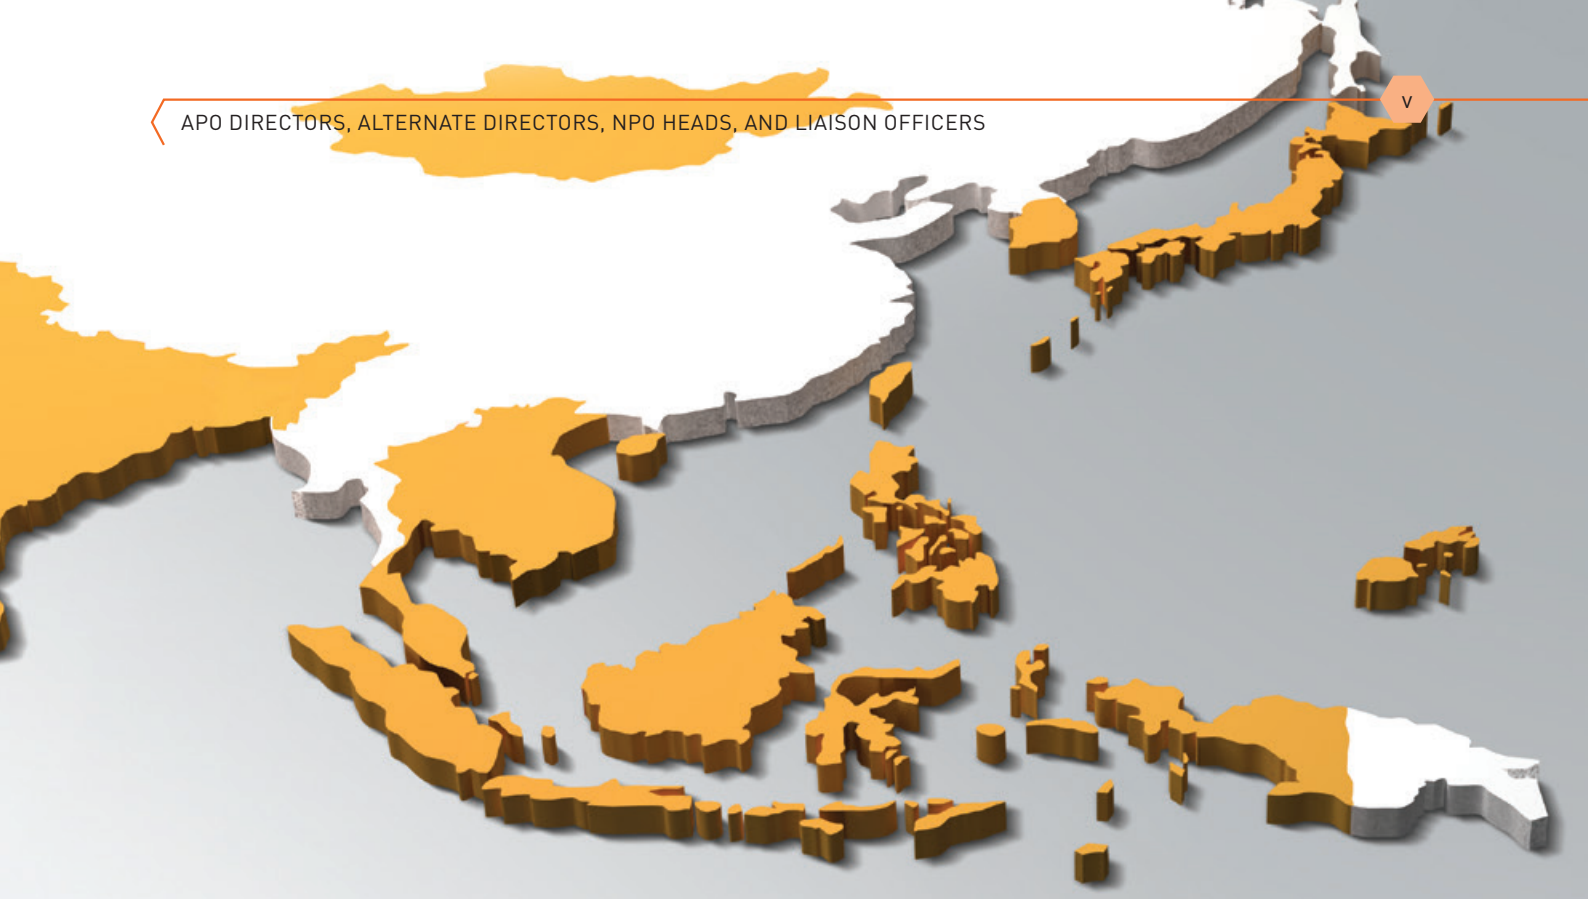 APO DIRECTORS, ALTERNATE DIRECTORS, NPO HEADS, AND LIAISON OFFICERS
v